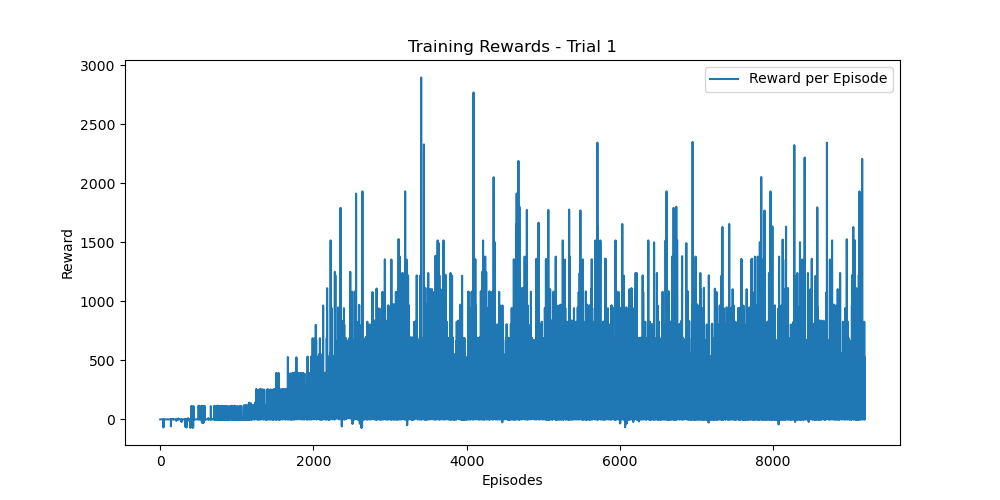 Training Rewards - Trial 1
Reward per Episode
3000
2500
2000
1500
1000
500
0
Reward
0 2000 4000 6000 8000
Episodes